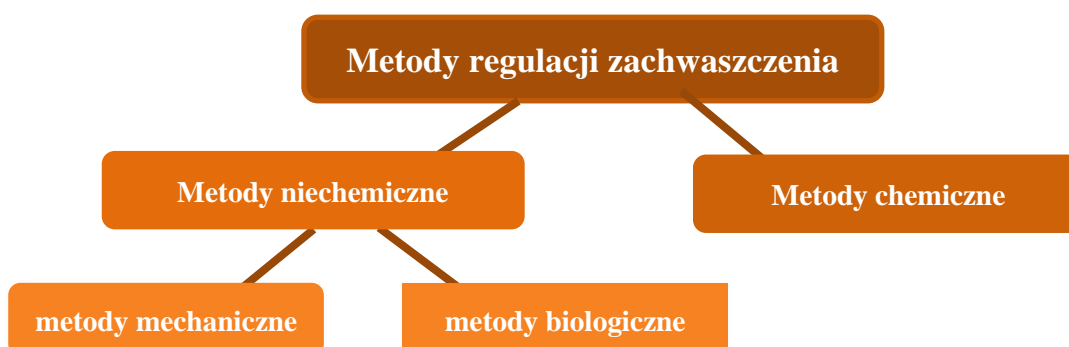 Metody regulacji zachwaszczenia
Metody niechemiczne
Metody chemiczne
metody mechaniczne
metody biologiczne